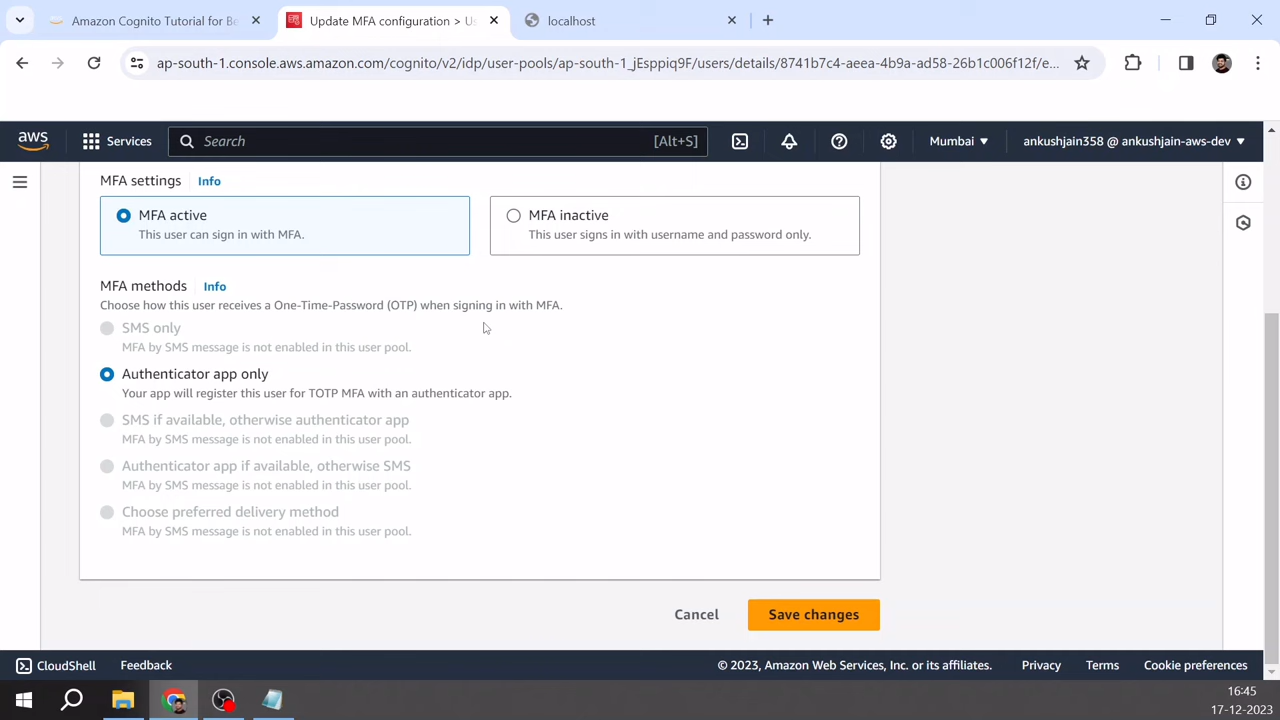 Amazon Cognito Tutorial for Be
Update MFA configuration > Us
localhost
ap-south-1.console.aws.amazon.com/cognito/v2/idp/user-pools/ap-south-1_jEsppiq9F/users/details/8741b7c4-aeea-4b9a-ad58-26b1c006f12f/e...
aws
Services
Search
[Alt+S]
Mumbai
ankushjain358 @ ankushjain-aws-dev
MFA settings Info
MFA active
This user can sign in with MFA.
MFA inactive
This user signs in with username and password only.
MFA methods Info
Choose how this user receives a One-Time-Password (OTP) when signing in with MFA.
SMS only
MFA by SMS message is not enabled in this user pool.
Authenticator app only
Your app will register this user for TOTP MFA with an authenticator app.
SMS if available, otherwise authenticator app
MFA by SMS message is not enabled in this user pool.
Authenticator app if available, otherwise SMS
MFA by SMS message is not enabled in this user pool.
Choose preferred delivery method
MFA by SMS message is not enabled in this user pool.
Cancel
Save changes
CloudShell
Feedback
© 2023, Amazon Web Services, Inc. or its affiliates.
Privacy
Terms
Cookie preferences
16:45
17-12-2023